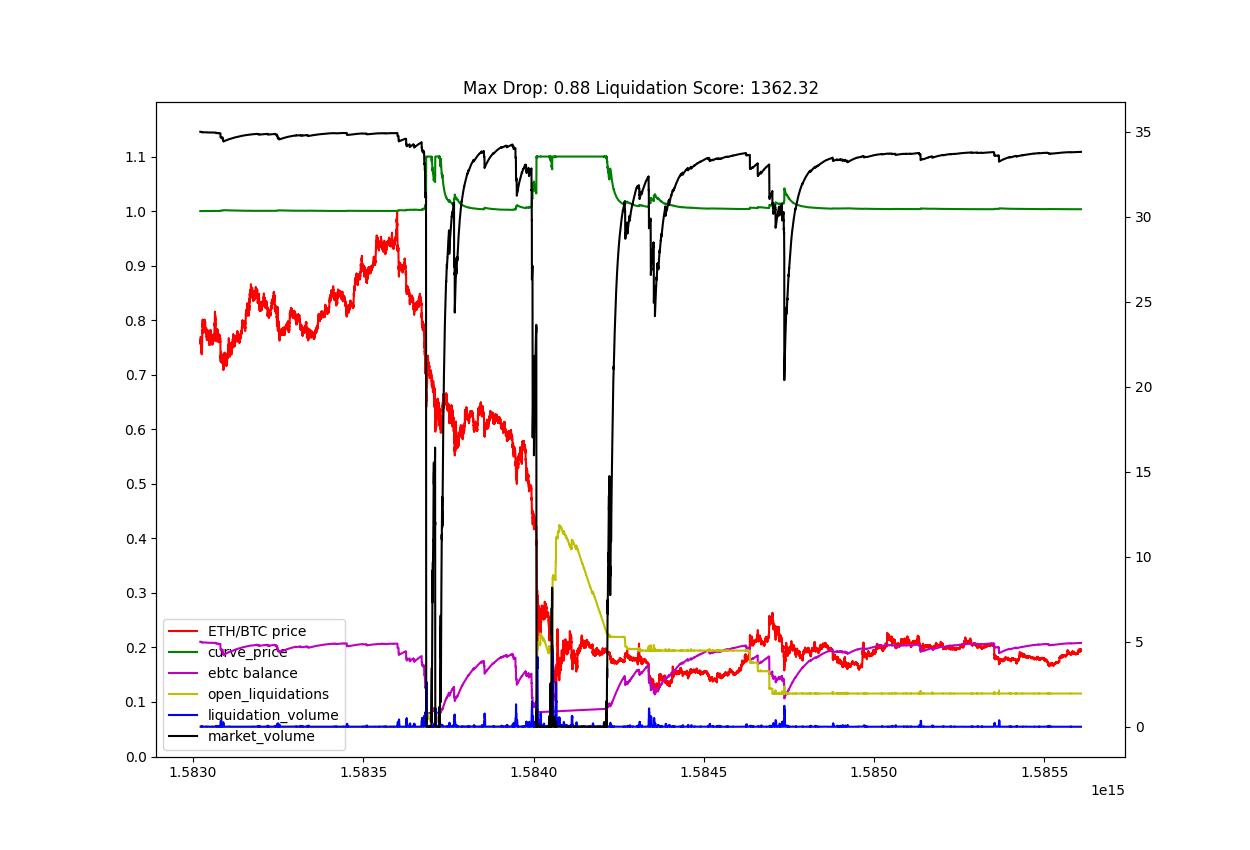 Max Drop: 0.88 Liquidation Score: 1362.32
1.1
1.0
0.9
0.8
0.7
0.6
0.5
0.4
0.3
0.2
0.1
0.0
35
30
25
20
15
10
5
0
ETH/BTC price
curve_price
ebtc balance
open_liquidations
liquidation_volume
market_volume
1.5830 1.5835 1.5840 1.5845 1.5850 1.5855
1e15